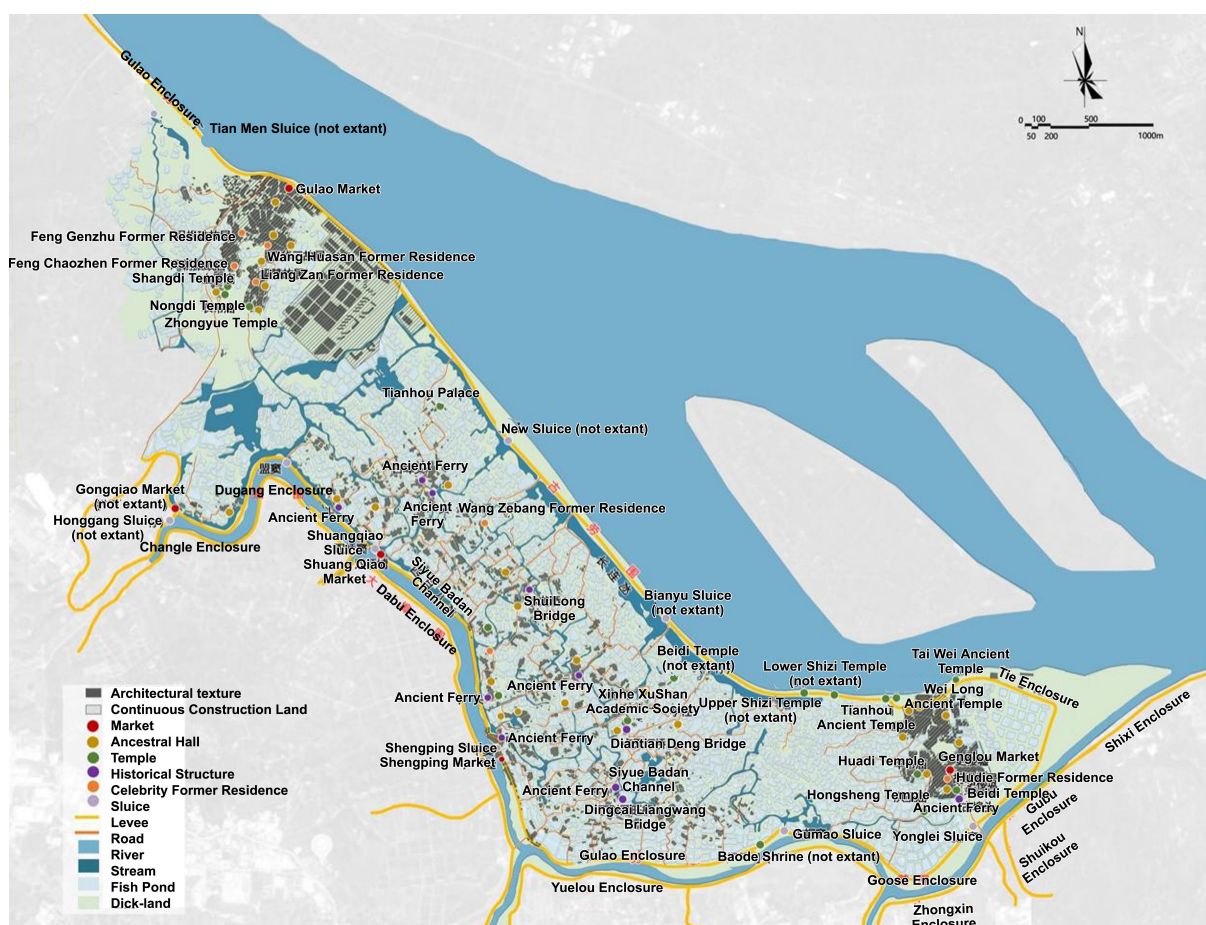 N
Gulao Enclosure
Tian Men Sluice (not extant)
0 100 500
50 200 1000m
Gulao Market
Feng Genzhu Former Residence
Wang Huasan Former Residence
Feng Chaozhen Former Residence
Liang Zan Former Residence
Shangdi Temple
Nongdi Temple
Zhongyue Temple
Tianhou Palace
New Sluice (not extant)
Ancient Ferry
盟窦
Dugang Enclosure
Gongqiao Market
(not extant)
Honggang Sluice
(not extant)
Changle Enclosure
Ancient Ferry
Ancient
Ferry
Wang Zebang Former Residence
古
劳
围
Shuangqiao
Sluice
Shuang Qiao
Market
Siyue Badan
Channel
大
Dabu Enclosure
ShuiLong
Bridge
Bianyu Sluice
(not extant)
Beidi Temple
(not extant)
Lower Shizi Temple
(not extant)
Tai Wei Ancient
Temple
Tie Enclosure
Wei Long
Ancient Temple
Ancient Ferry
Ancient Ferry
Xinhe XuShan
Academic Society
Upper Shizi Temple
(not extant)
Tianhou
Ancient Temple
Shixi Enclosure
Ancient Ferry
Diantian Deng Bridge
Shengping Sluice
Shengping Market
Genglou Market
Huadi Temple
Hudie Former Residence
Siyue Badan
Channel
Ancient Ferry
Hongsheng Temple
Beidi Temple
Ancient Ferry
Gubu
Enclosure
Dingcai Liangwang
Bridge
Gumao Sluice
Yonglei Sluice
Shuikou
Enclosure
Gulao Enclosure
Baode Shrine (not extant)
Yuelou Enclosure
Goose Enclosure
Zhongxin
Enclosure
Architectural texture
Continuous Construction Land
Market
Ancestral Hall
Temple
Historical Structure
Celebrity Former Residence
Sluice
Levee
Road
River
Stream
Fish Pond
Dick-land